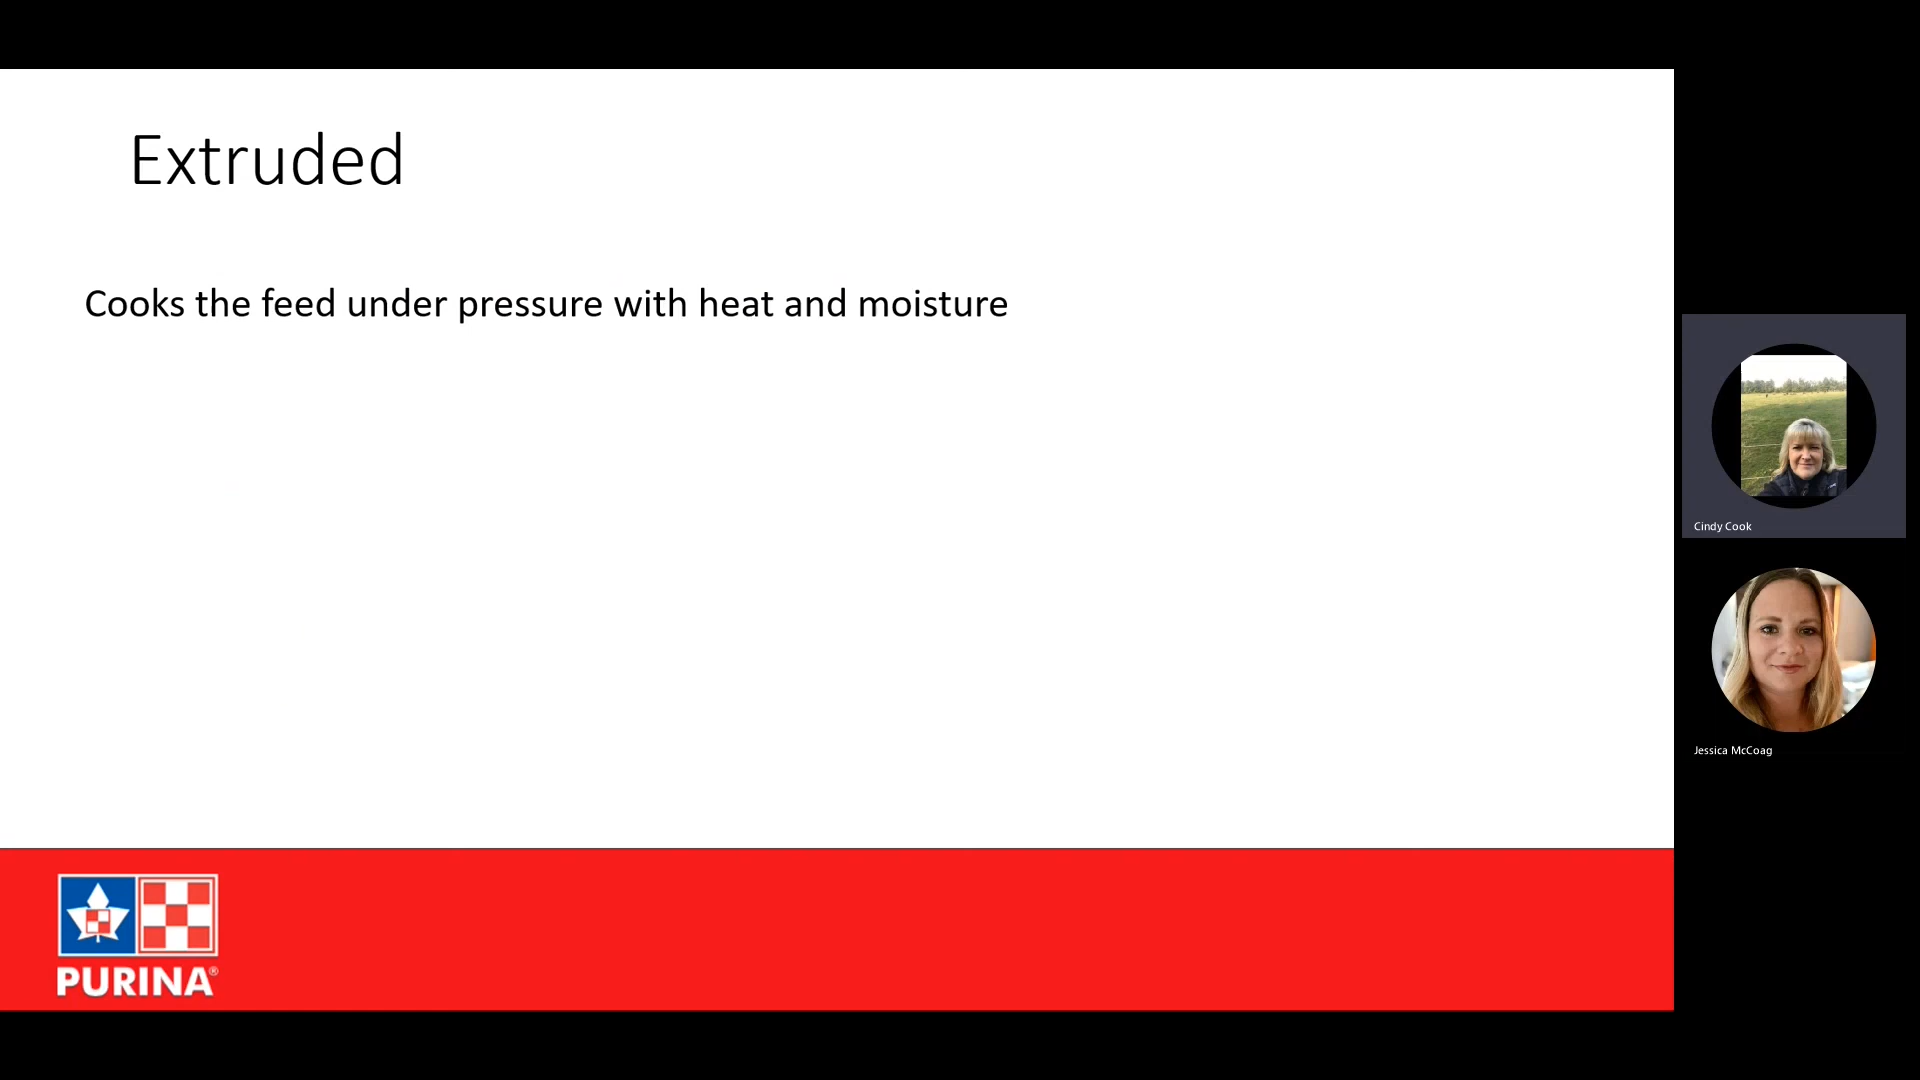 Extruded
Cooks the feed under pressure with heat and moisture
Cindy Cook
Jessica McCoag
PURINA®